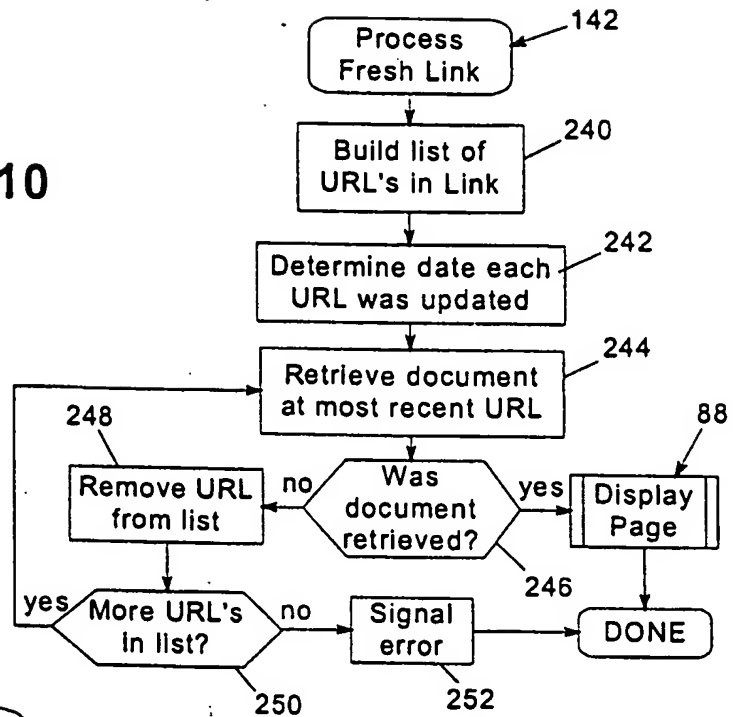 10
Process
Fresh Link
142
Build list of
URL's in Link
240
Determine date each
URL was updated
242
Retrieve document
at most recent URL
244
248
Remove URL
from list
no
Was
document
retrieved?
yes
246
88
Display
Page
yes
More URL's
in list?
no
250
Signal
error
252
DONE